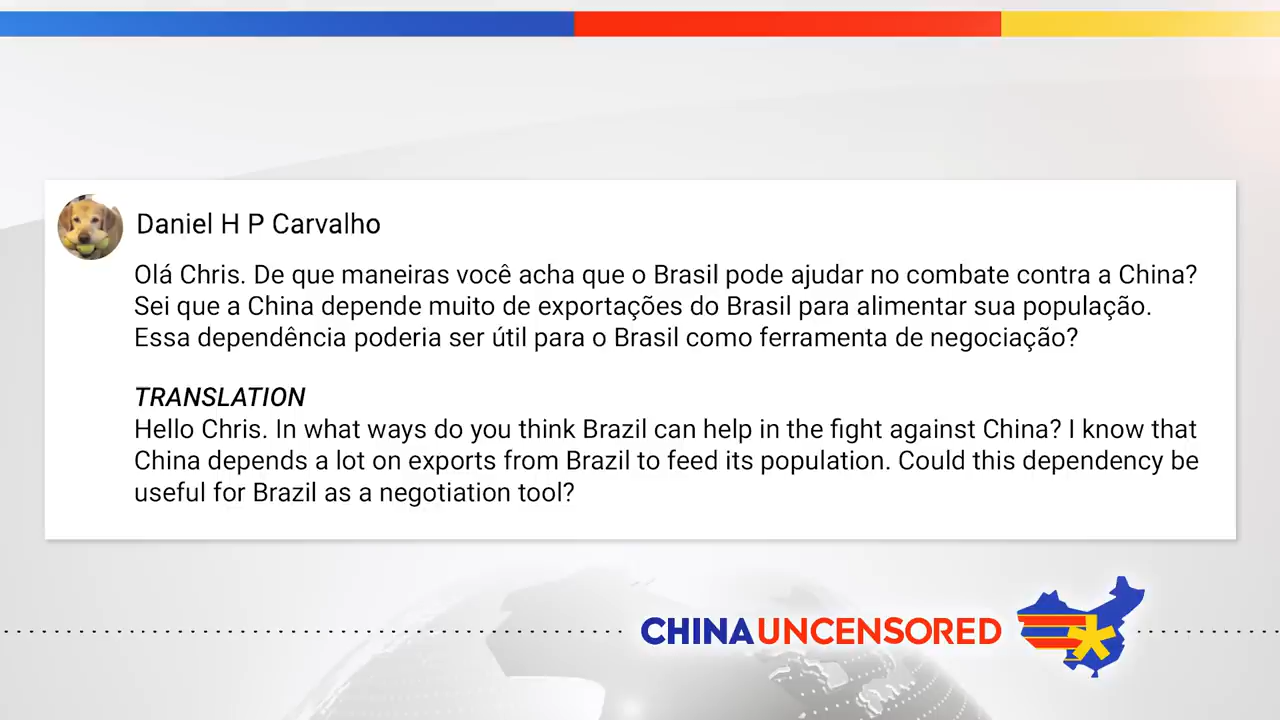 Daniel H P Carvalho
Olá Chris. De que maneiras você acha que o Brasil pode ajudar no combate contra a China?
Sei que a China depende muito de exportações do Brasil para alimentar sua população.
Essa dependência poderia ser útil para o Brasil como ferramenta de negociação?
TRANSLATION
Hello Chris. In what ways do you think Brazil can help in the fight against China? I know that
China depends a lot on exports from Brazil to feed its population. Could this dependency be
useful for Brazil as a negotiation tool?
CHINA UNCENSORED